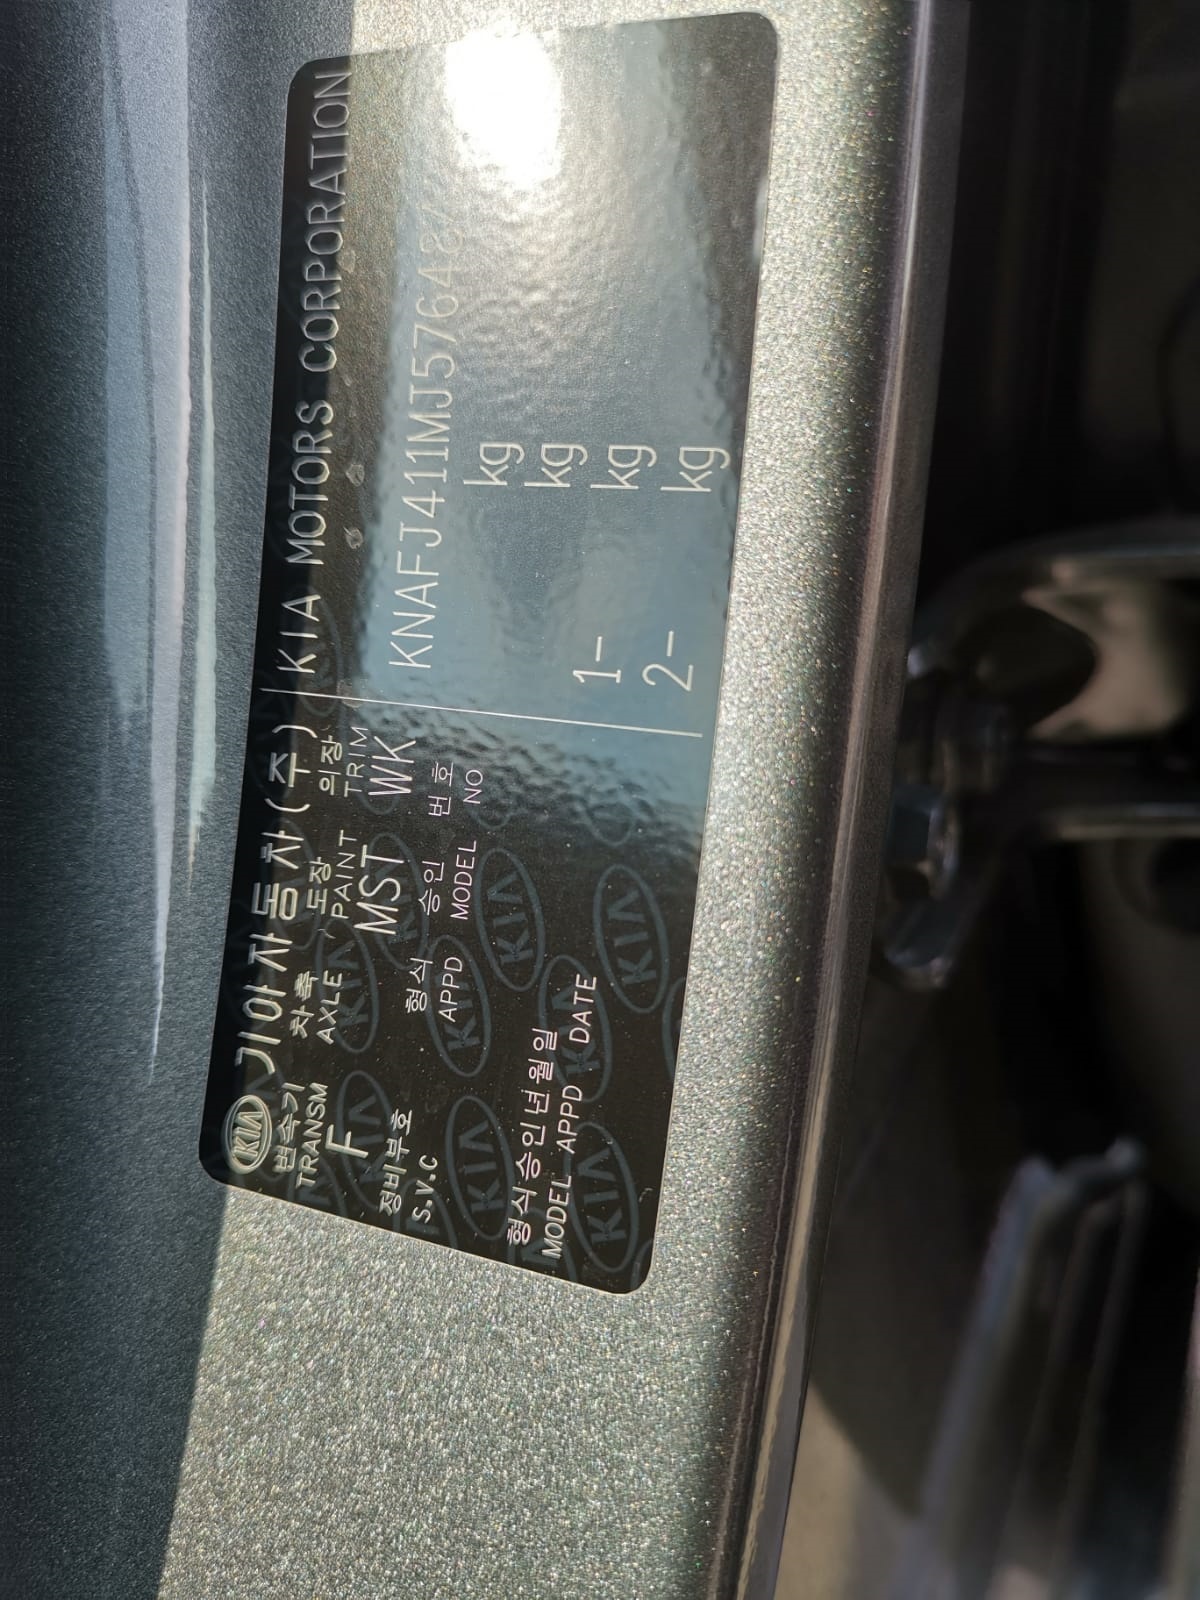 KIA 기아자동차(주) KIA MOTORS CORPORATION
변속기 차축 도장 의장
TRANSM AXLE PAINT TRIM
F MST WK
KNAFJ411MJ576487
정비부호 형식 승인 번호
S.V.C APPD MODEL NO
kg
kg
형식승인년월일
MODEL APPD DATE
1- kg
2- kg